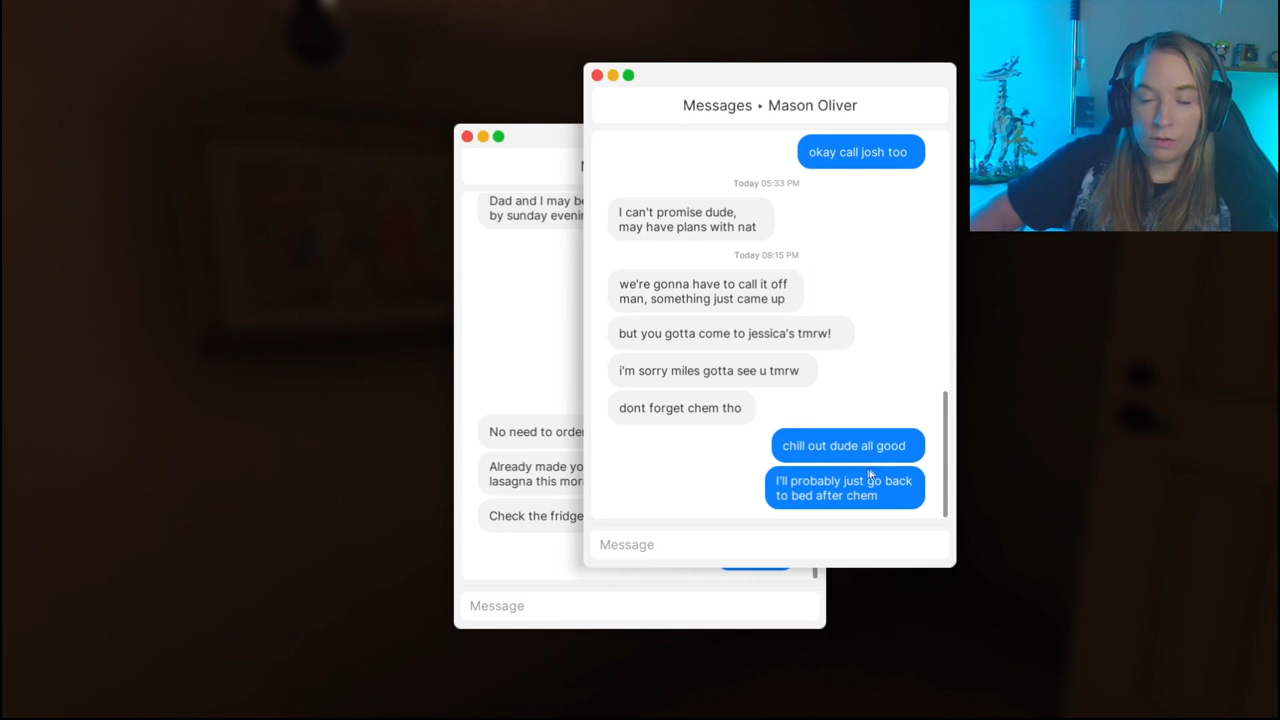 Messages ▸ Mason Oliver
okay call josh too
Today 05:33 PM
I can't promise dude,
may have plans with nat
Today 08:15 PM
we're gonna have to call it off
man, something just came up
but you gotta come to jessica's tmrw!
i'm sorry miles gotta see u tmrw
dont forget chem tho
chill out dude all good
I'll probably just go back
to bed after chem
Message
Dad and I may be
by sunday
No need to
Already made
lasagna this
Check the fridge
Message